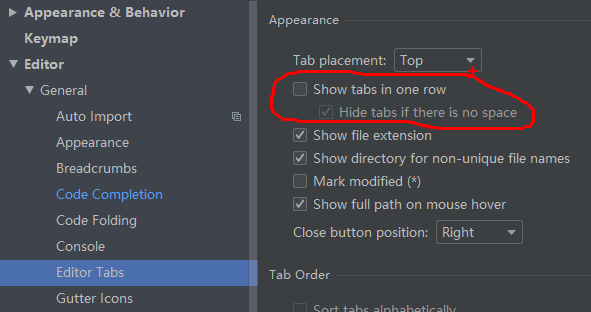 Appearance & Behavior
Keymap
Editor
General
Auto Import
Appearance
Breadcrumbs
Code Completion
Code Folding
Console
Editor Tabs
Gutter Icons
Appearance
Tab placement: Top
Show tabs in one row
Hide tabs if there is no space
Show file extension
Show directory for non-unique file names
Mark modified (*)
Show full path on mouse hover
Close button position: Right
Tab Order
Sort tabs alphabetically